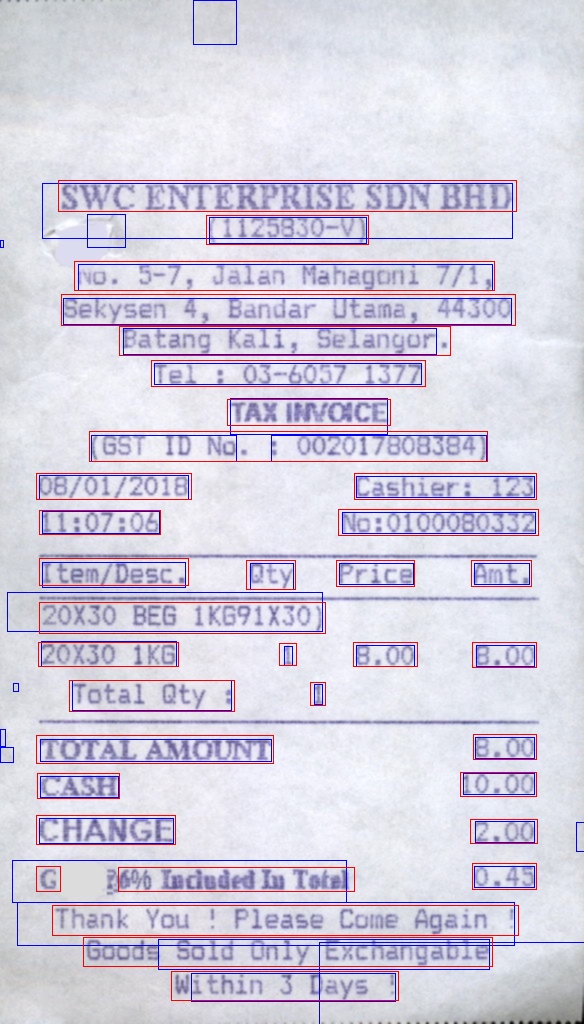 SWC ENTERPRISE SDN BHD
(1125830-V)
No. 5-7, Jalan Mahagoni 7/1,
Sekysen 4, Bandar Utama, 44300
Batang Kali, Selangor.
Tel : 03-6057 1377
TAX INVOICE
(GST ID No. : 002017808384)
08/01/2018 Cashier: 123
11:07:06 No:0100080332
Item/Desc. Qty Price Amt.
20X30 BEG 1KG91X30)
20X30 1KG 1 8.00 8.00
Total Qty : 1
TOTAL AMOUNT 8.00
CASH 10.00
CHANGE 2.00
G 6% Included In Total 0.45
Thank You ! Please Come Again !
Goods Sold Only Exchangable
Within 3 Days !